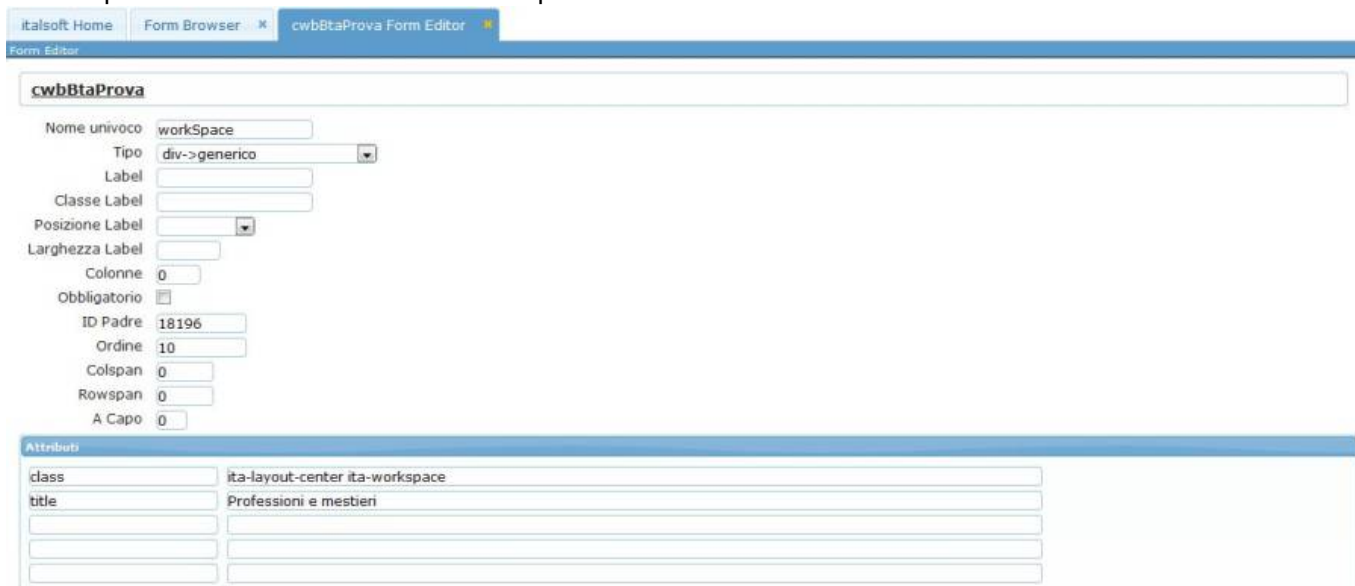 italsoft Home Form Browser cwbBtaProva Form Editor
Form Editor
cwbBtaProva
Nome univoco workSpace
Tipo div->generico
Label
Classe Label
Posizione Label
Larghezza Label
Colonne 0
Obbligatorio
ID Padre 18196
Ordine 10
Colspan 0
Rowspan 0
A Capo 0
Attributi
class ita-layout-center ita-workspace
title Professioni e mestieri